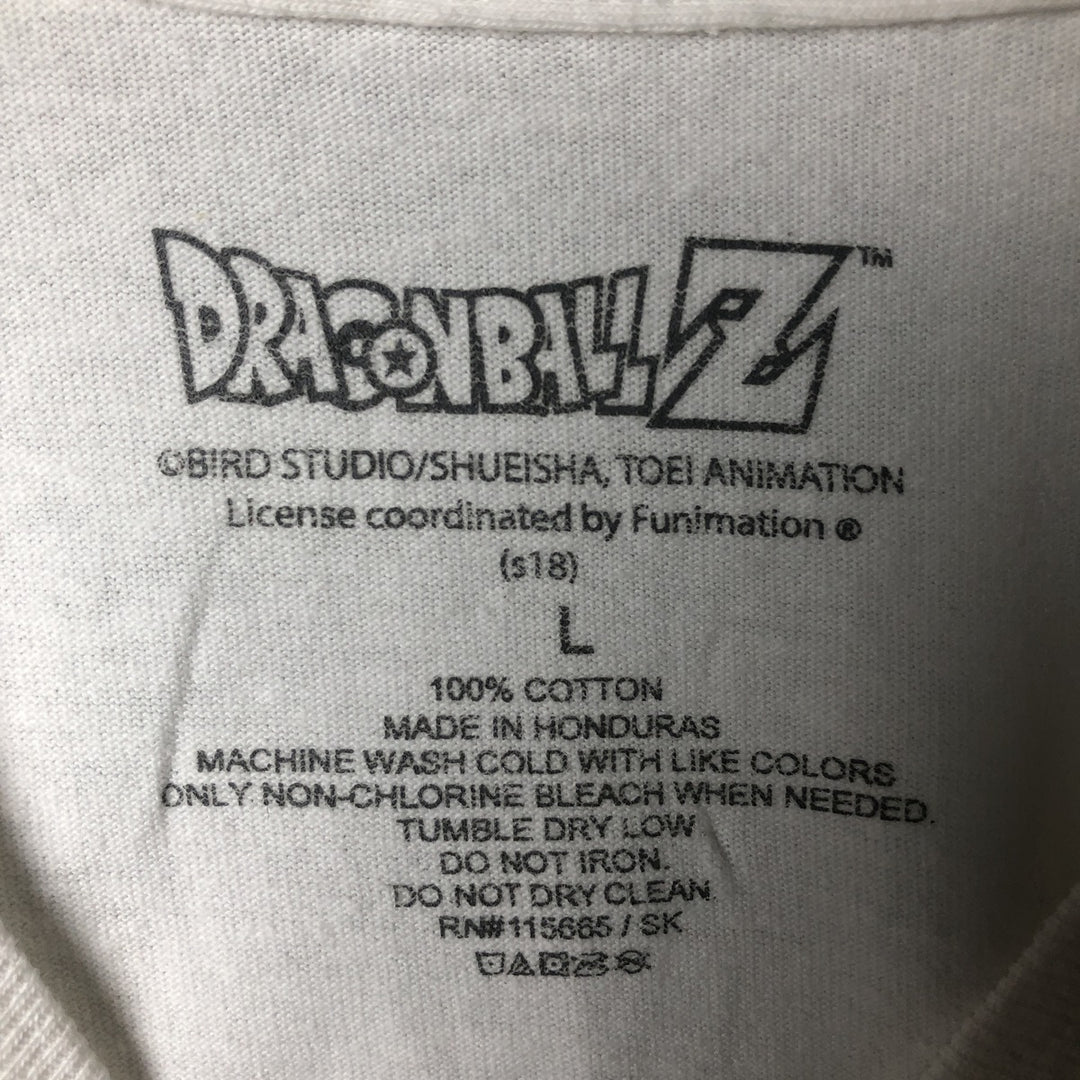 DRAGONBALL Z™
©BIRD STUDIO/SHUEISHA, TOEI ANIMATION
License coordinated by Funimation ®
(s18)
L
100% COTTON
MADE IN HONDURAS
MACHINE WASH COLD WITH LIKE COLORS
ONLY NON-CHLORINE BLEACH WHEN NEEDED.
TUMBLE DRY LOW
DO NOT IRON.
DO NOT DRY CLEAN.
RN#115665 / SK